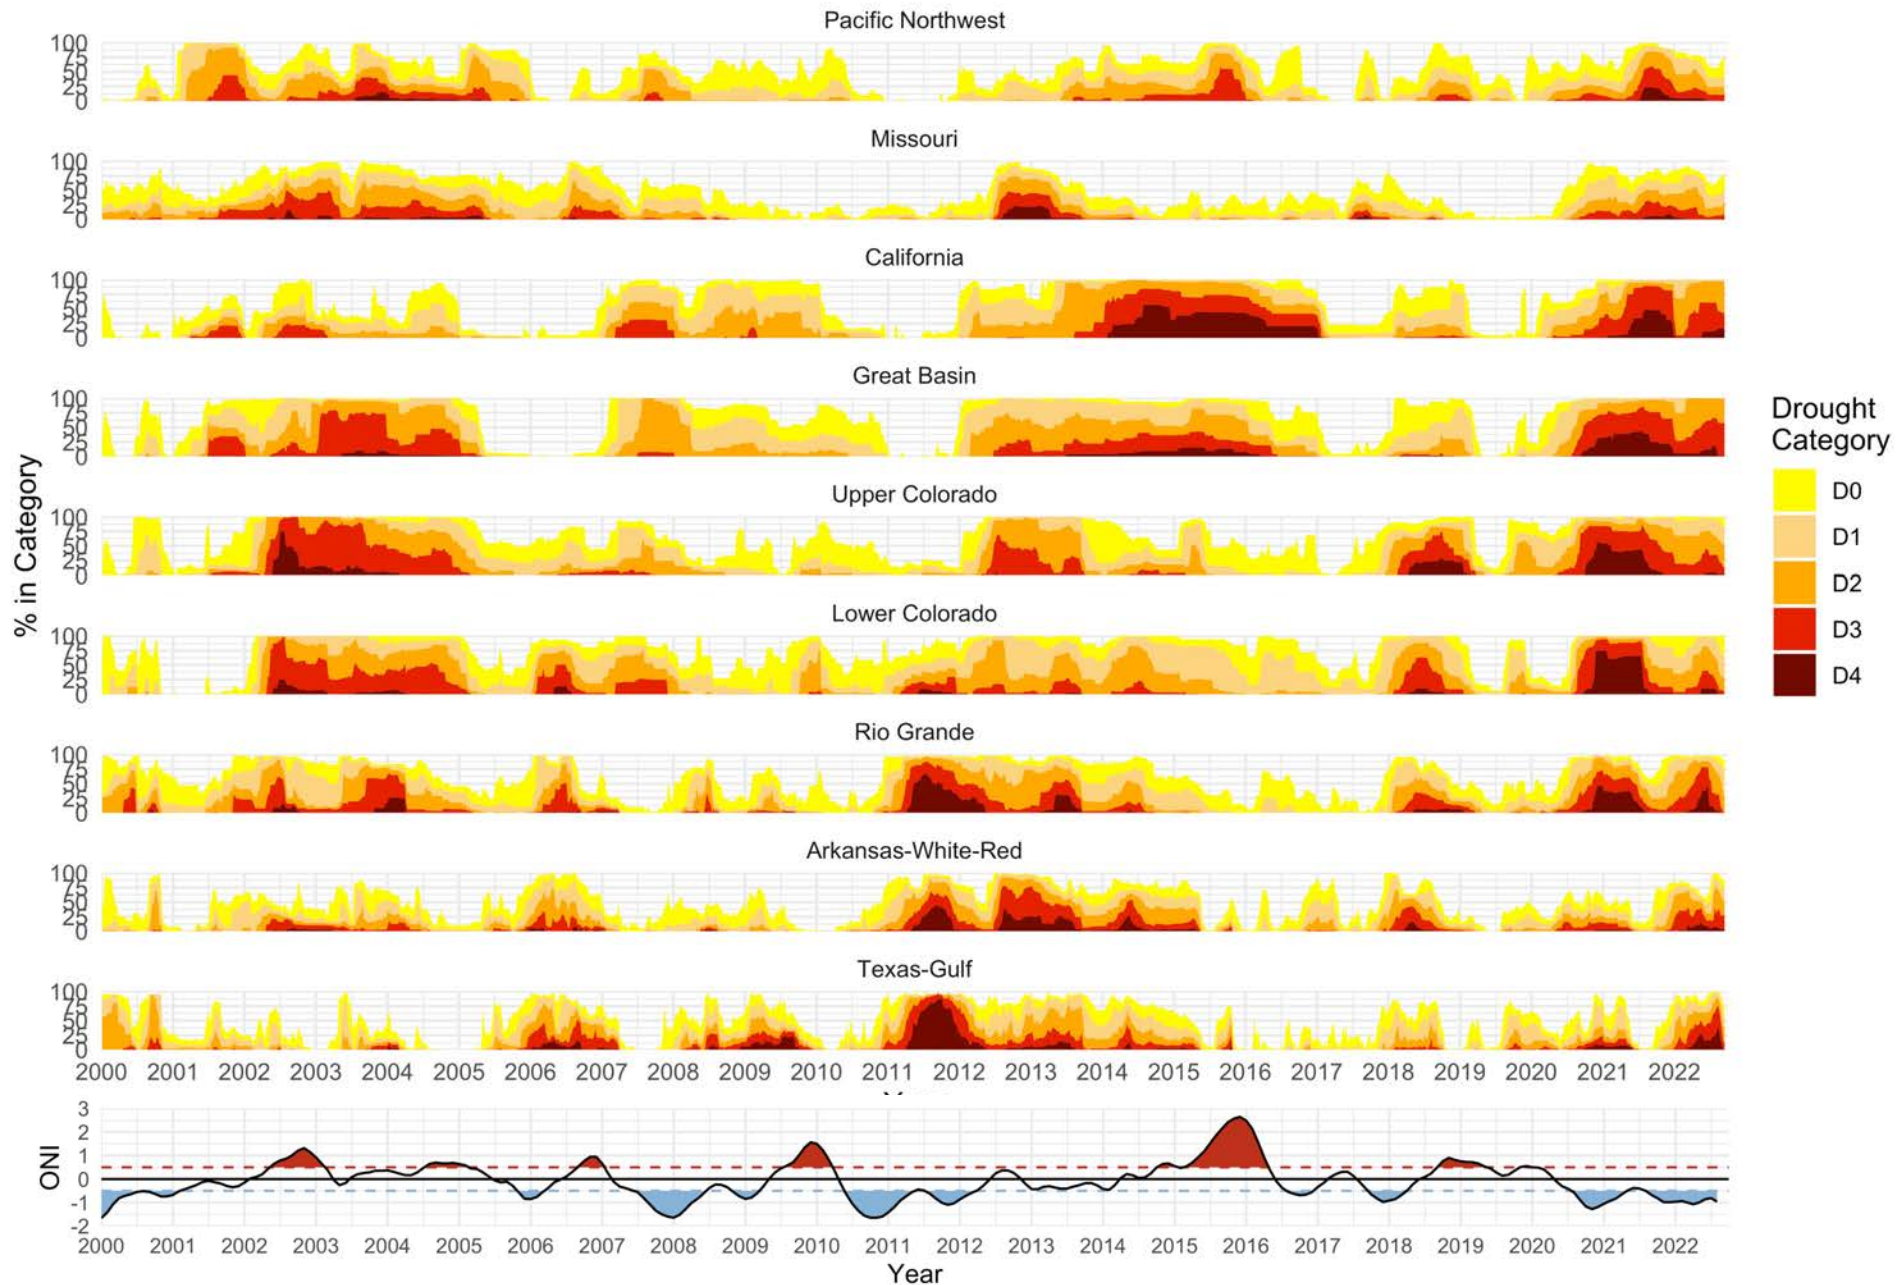 Pacific Northwest
100
75
50
25
0
Missouri
100
75
50
25
0
California
100
75
50
25
0
Great Basin
100
75
50
25
0
Upper Colorado
100
75
50
25
0
Lower Colorado
100
75
50
25
0
Rio Grande
100
75
50
25
0
Arkansas-White-Red
100
75
50
25
0
Texas-Gulf
100
75
50
25
0
% in Category
2000 2001 2002 2003 2004 2005 2006 2007 2008 2009 2010 2011 2012 2013 2014 2015 2016 2017 2018 2019 2020 2021 2022
Drought
Category
D0
D1
D2
D3
D4
ONI
3
2
1
0
-1
-2
2000 2001 2002 2003 2004 2005 2006 2007 2008 2009 2010 2011 2012 2013 2014 2015 2016 2017 2018 2019 2020 2021 2022
Year